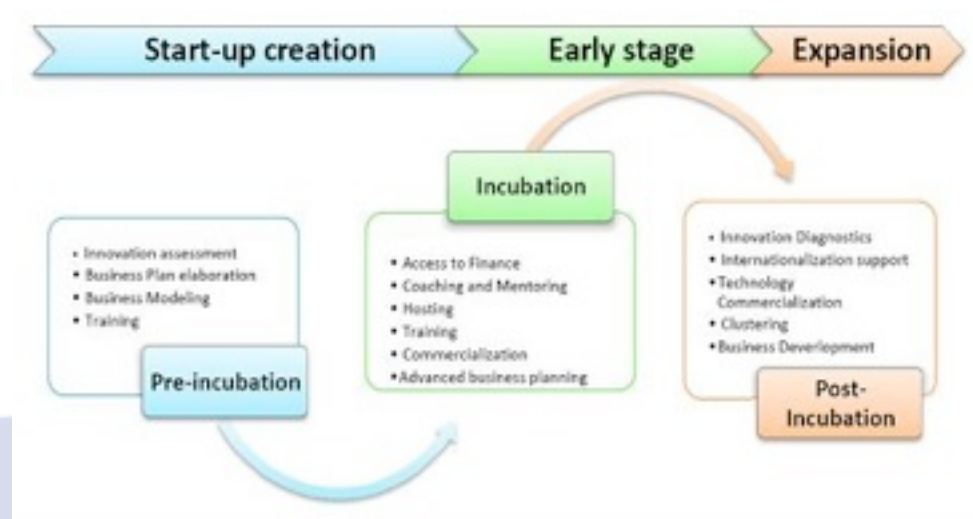 Start-up creation
Early stage
Expansion
• Innovation assessment
• Business Plan elaboration
• Business Modeling
• Training
Pre-incubation
Incubation
• Access to Finance
• Coaching and Mentoring
• Hosting
• Training
• Commercialization
•Advanced business planning
• Innovation Diagnostics
• Internationalization support
•Technology
Commercialization
• Clustering
•Business Deverlopment
Post-
Incubation